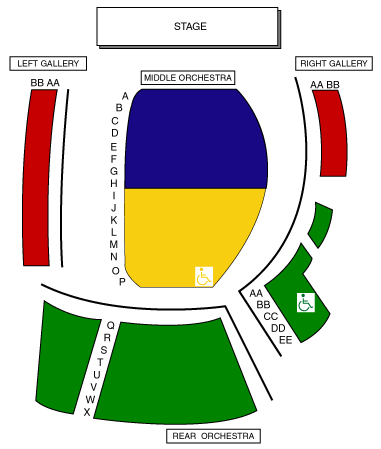 STAGE
LEFT GALLERY
RIGHT GALLERY
MIDDLE ORCHESTRA
BB AA
AA BB
A
B
C
D
E
F
G
H
I
J
K
L
M
N
O
P
AA
BB
CC
DD
EE
Q
R
S
T
U
V
W
X
REAR ORCHESTRA